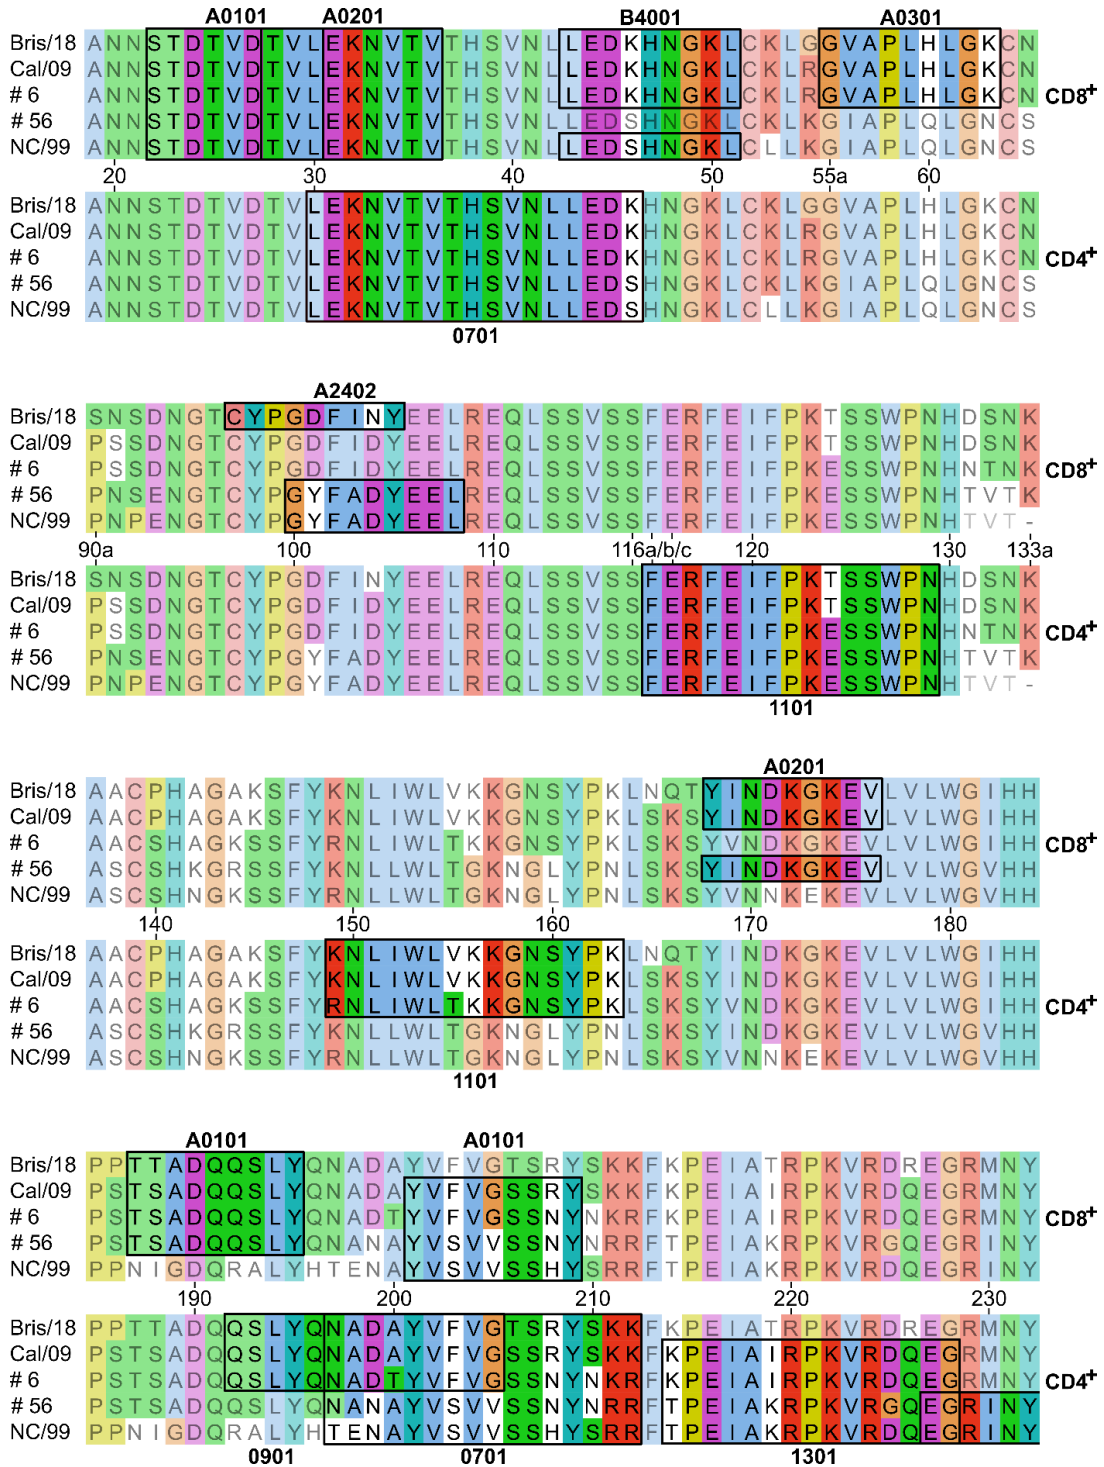 A0101 A0201 B4001 A0301
Bris/18 ANNSTDTVDTVLEKNVTVTHSVNLLEDKHNGKLCKLGGVAPLHLGKCN
Cal/09 ANNSTDTVDTVLEKNVTVTHSVNLLEDKHNGKLCKLRGVAPLHLGKCN
# 6 ANNSTDTVDTVLEKNVTVTHSVNLLEDKHNGKLCKLRGVAPLHLGKCN CD8+
# 56 ANNSTDTVDTVLEKNVTVTHSVNLLEDSHNGKLCKLKGIAPLQLGNCS
NC/99 ANNSTDTVDTVLEKNVTVTHSVNLLEDSHNGKLCLLKGIAPLQLGNCS
20 30 40 50 55a 60
Bris/18 ANNSTDTVDTVLEKNVTVTHSVNLLEDKHNGKLCKLGGVAPLHLGKCN
Cal/09 ANNSTDTVDTVLEKNVTVTHSVNLLEDKHNGKLCKLRGVAPLHLGKCN
# 6 ANNSTDTVDTVLEKNVTVTHSVNLLEDKHNGKLCKLRGVAPLHLGKCN CD4+
# 56 ANNSTDTVDTVLEKNVTVTHSVNLLEDSHNGKLCKLKGIAPLQLGNCS
NC/99 ANNSTDTVDTVLEKNVTVTHSVNLLEDSHNGKLCLLKGIAPLQLGNCS
0701
A2402
Bris/18 SNSDNGTCYPGDFINYEELREQLSSVSSFERFEIFPKTSSWPNHDSNK
Cal/09 PSSDNGTCYPGDFIDYEELREQLSSVSSFERFEIFPKTSSWPNHDSNK
# 6 PSSDNGTCYPGDFIDYEELREQLSSVSSFERFEIFPKESSWPNHNTNK CD8+
# 56 PNSENGTCYPGYFADYEELREQLSSVSSFERFEIFPKESSWPNHTVTK
NC/99 PNPENGTCYPGYFADYEELREQLSSVSSFERFEIFPKESSWPNHTVT-
90a 100 110 116a/b/c 120 130 133a
Bris/18 SNSDNGTCYPGDFINYEELREQLSSVSSFERFEIFPKTSSWPNHDSNK
Cal/09 PSSDNGTCYPGDFIDYEELREQLSSVSSFERFEIFPKTSSWPNHDSNK
# 6 PSSDNGTCYPGDFIDYEELREQLSSVSSFERFEIFPKESSWPNHNTNK CD4+
# 56 PNSENGTCYPGYFADYEELREQLSSVSSFERFEIFPKESSWPNHTVTK
NC/99 PNPENGTCYPGYFADYEELREQLSSVSSFERFEIFPKESSWPNHTVT-
1101
A0201
Bris/18 AACPHAGAKSFYKNLIWLVKKGNSYPKLNQTYINDKGKEVLVLWGIHH
Cal/09 AACPHAGAKSFYKNLIWLVKKGNSYPKLSKSYINDKGKEVLVLWGIHH
# 6 AACSHAGKSSFYRNLIWLTKKGNSYPKLSKSYVNDKGKEVLVLWGIHH CD8+
# 56 ASCSHKGRSSFYKNLLWLTGKNGLYPNLSKSYINDKGKEVLVLWGVHH
NC/99 ASCSHNGKSSFYRNLLWLTGKNGLYPNLSKSYVNNKEKEVLVLWGVHH
140 150 160 170 180
Bris/18 AACPHAGAKSFYKNLIWLVKKGNSYPKLNQTYINDKGKEVLVLWGIHH
Cal/09 AACPHAGAKSFYKNLIWLVKKGNSYPKLSKSYINDKGKEVLVLWGIHH
# 6 AACSHAGKSSFYRNLIWLTKKGNSYPKLSKSYVNDKGKEVLVLWGIHH CD4+
# 56 ASCSHKGRSSFYKNLLWLTGKNGLYPNLSKSYINDKGKEVLVLWGVHH
NC/99 ASCSHNGKSSFYRNLLWLTGKNGLYPNLSKSYVNNKEKEVLVLWGVHH
1101
A0101 A0101
Bris/18 PPTTADQQSLYQNADAYVFVGTSRYSKKFKPEIATRPKVRDREGRMNY
Cal/09 PSTSADQQSLYQNADAYVFVGSSRYSKKFKPEIAIRPKVRDQEGRMNY
# 6 PSTSADQQSLYQNADTYVFVGSSNYNKRFKPEIAIRPKVRDQEGRMNY CD8+
# 56 PSTSADQQSLYQNANAYVSVVSSNYNRRFTPEIAKRPKVRGQEGRINY
NC/99 PPNIGDQRALYHTENAYVSVVSSHYSRRFTPEIAKRPKVRDQEGRINY
190 200 210 220 230
Bris/18 PPTTADQQSLYQNADAYVFVGTSRYSKKFKPEIATRPKVRDREGRMNY
Cal/09 PSTSADQQSLYQNADAYVFVGSSRYSKKFKPEIAIRPKVRDQEGRMNY
# 6 PSTSADQQSLYQNADTYVFVGSSNYNKRFKPEIAIRPKVRDQEGRMNY CD4+
# 56 PSTSADQQSLYQNANAYVSVVSSNYNRRFTPEIAKRPKVRGQEGRINY
NC/99 PPNIGDQRALYHTENAYVSVVSSHYSRRFTPEIAKRPKVRDQEGRINY
0901 0701 1301